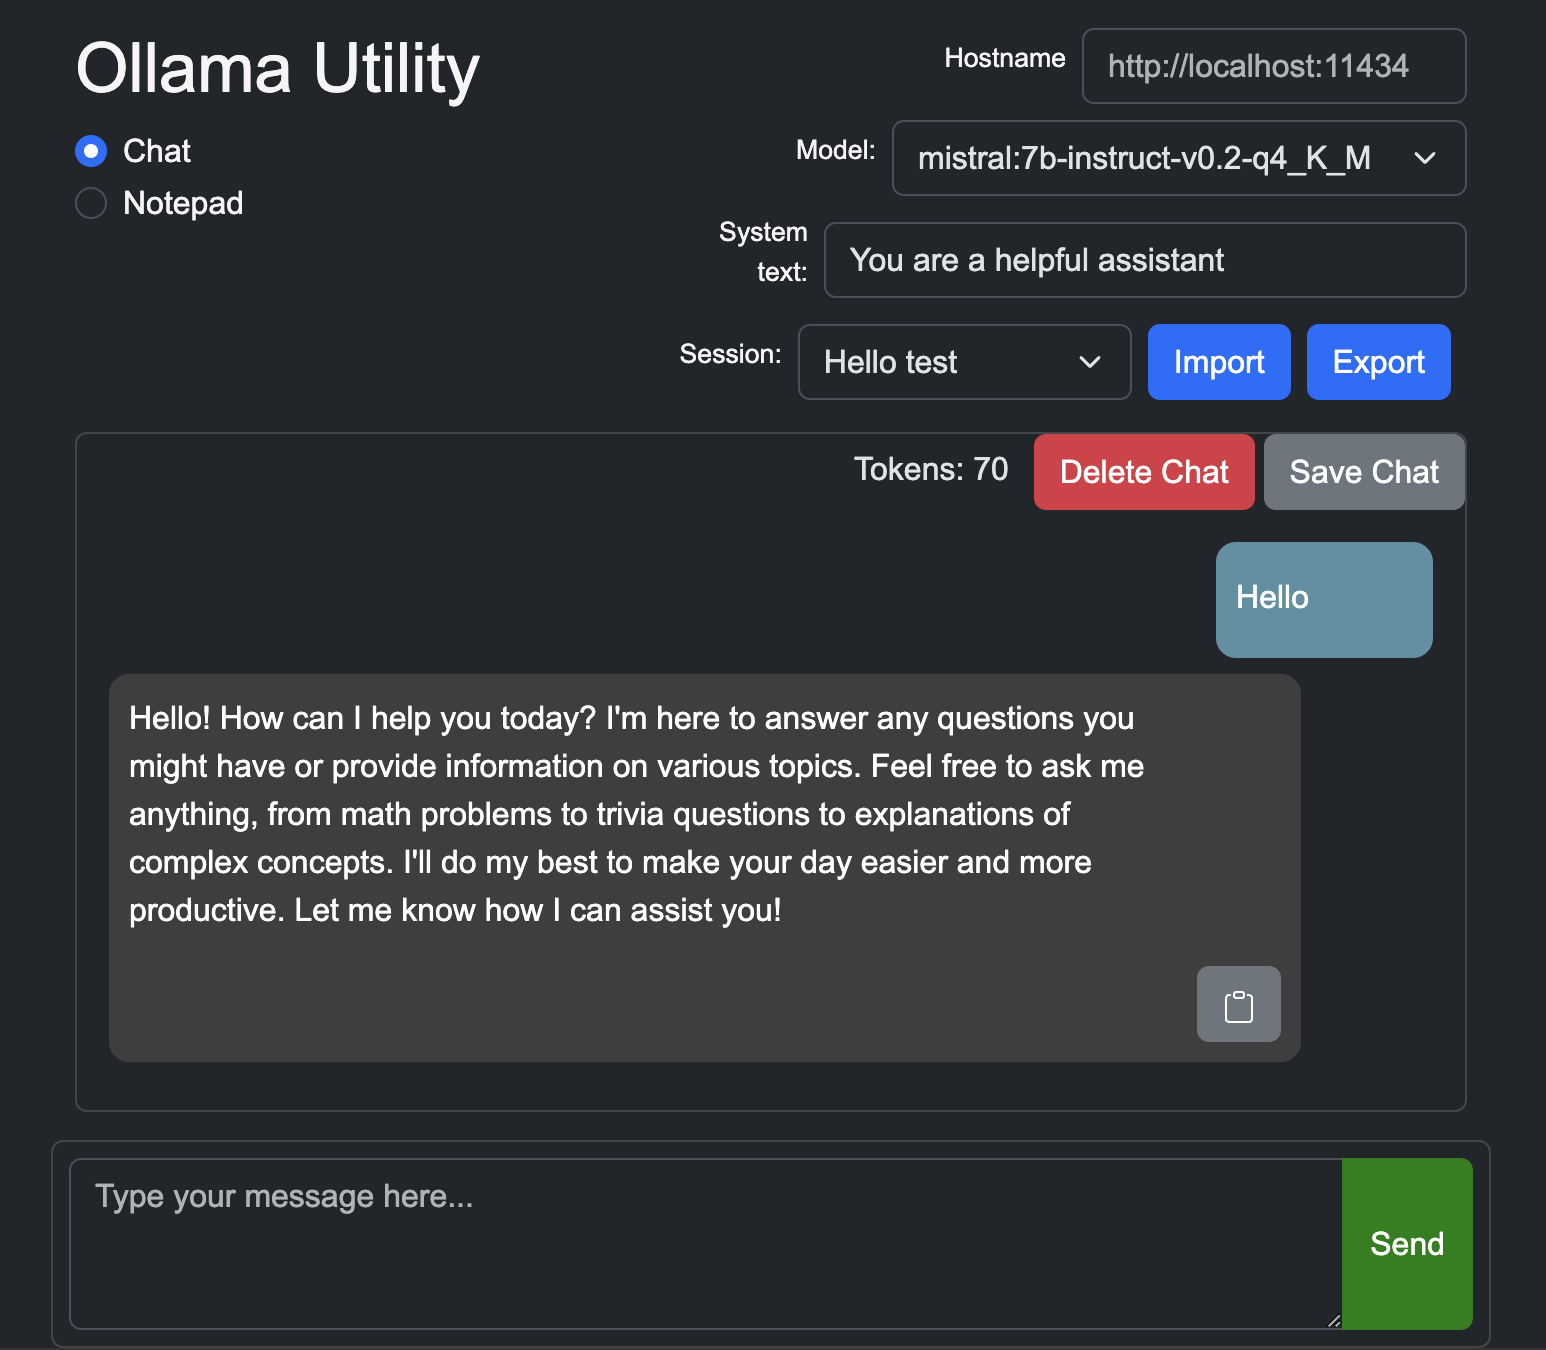 Ollama Utility
Hostname
http://localhost:11434
Chat
Notepad
Model:
mistral:7b-instruct-v0.2-q4_K_M
System
text:
You are a helpful assistant
Session:
Hello test
Import
Export
Tokens: 70
Delete Chat
Save Chat
Hello
Hello! How can I help you today? I'm here to answer any questions you
might have or provide information on various topics. Feel free to ask me
anything, from math problems to trivia questions to explanations of
complex concepts. I'll do my best to make your day easier and more
productive. Let me know how I can assist you!
Type your message here...
Send